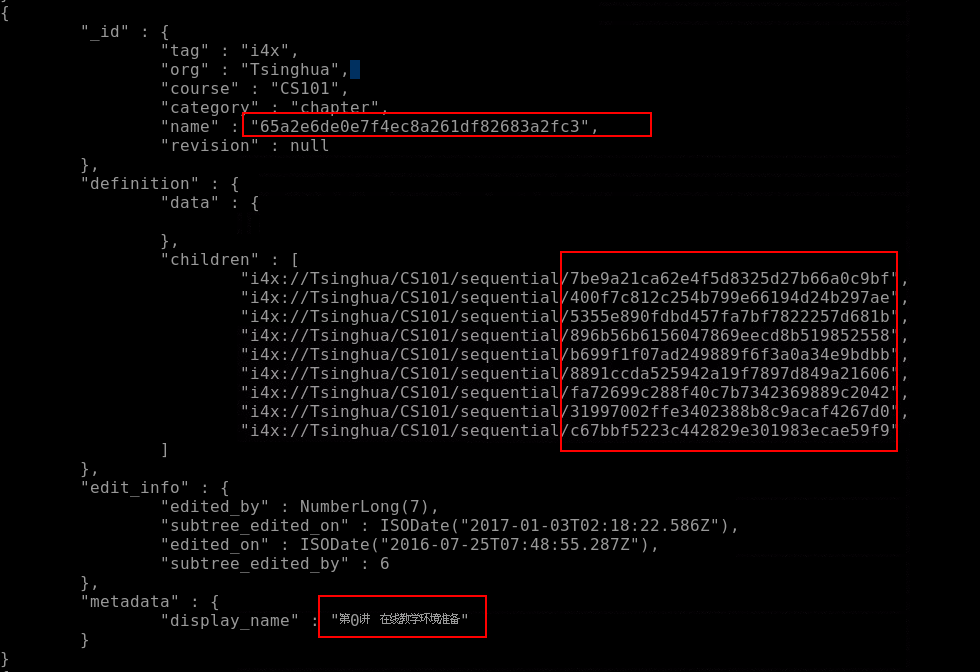 {
"_id" : {
"tag" : "i4x",
"org" : "Tsinghua",
"course" : "CS101",
"category" : "chapter",
"name" : "65a2e6de0e7f4ec8a261df82683a2fc3",
"revision" : null
},
"definition" : {
"data" : {
},
"children" : [
"i4x://Tsinghua/CS101/sequential/7be9a21ca62e4f5d8325d27b66a0c9bf",
"i4x://Tsinghua/CS101/sequential/400f7c812c254b799e66194d24b297ae",
"i4x://Tsinghua/CS101/sequential/5355e890fdbd457fa7bf7822257d681b",
"i4x://Tsinghua/CS101/sequential/896b56b6156047869eecd8b519852558",
"i4x://Tsinghua/CS101/sequential/b699f1f07ad249889f6f3a0a34e9bdbb",
"i4x://Tsinghua/CS101/sequential/8891ccda525942a19f7897d849a21606",
"i4x://Tsinghua/CS101/sequential/fa72699c288f40c7b7342369889c2042",
"i4x://Tsinghua/CS101/sequential/31997002ffe3402388b8c9acaf4267d0",
"i4x://Tsinghua/CS101/sequential/c67bbf5223c442829e301983ecae59f9"
]
},
"edit_info" : {
"edited_by" : NumberLong(7),
"subtree_edited_on" : ISODate("2017-01-03T02:18:22.586Z"),
"edited_on" : ISODate("2016-07-25T07:48:55.287Z"),
"subtree_edited_by" : 6
},
"metadata" : {
"display_name" : "第0讲 在线教学环境准备"
}
}